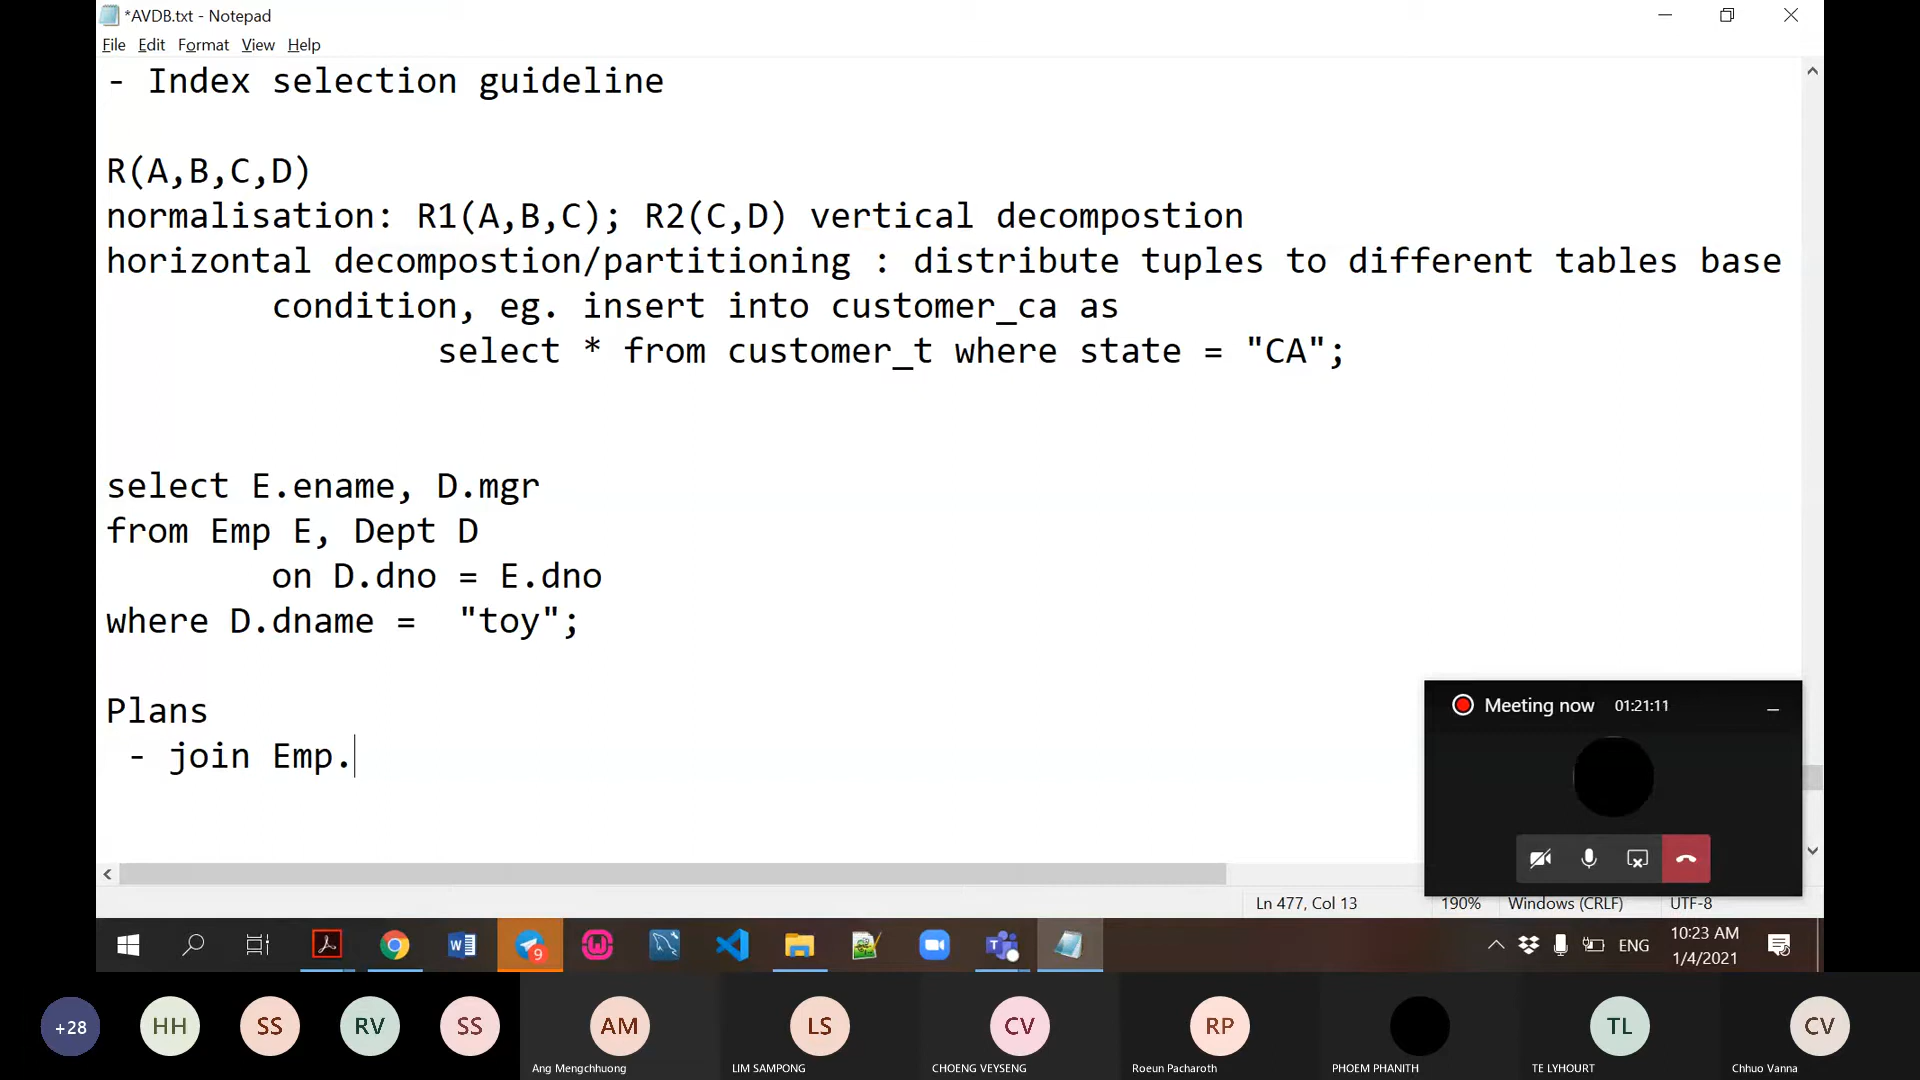 *AVDB.txt - Notepad
File Edit Format View Help
- Index selection guideline
R(A,B,C,D)
normalisation: R1(A,B,C); R2(C,D) vertical decompostion
horizontal decompostion/partitioning : distribute tuples to different tables base
condition, eg. insert into customer_ca as
select * from customer_t where state = "CA";
select E.ename, D.mgr
from Emp E, Dept D
on D.dno = E.dno
where D.dname =  "toy";
Plans
- join Emp.
Meeting now 01:21:11
Ln 477, Col 13 190% Windows (CRLF) UTF-8
9
ENG
10:23 AM
1/4/2021
+28 HH SS RV SS AM LS CV RP TL CV
Ang Mengchhuong LIM SAMPONG CHOENG VEYSENG Roeun Pacharoth PHOEM PHANITH TE LYHOURT Chhuo Vanna